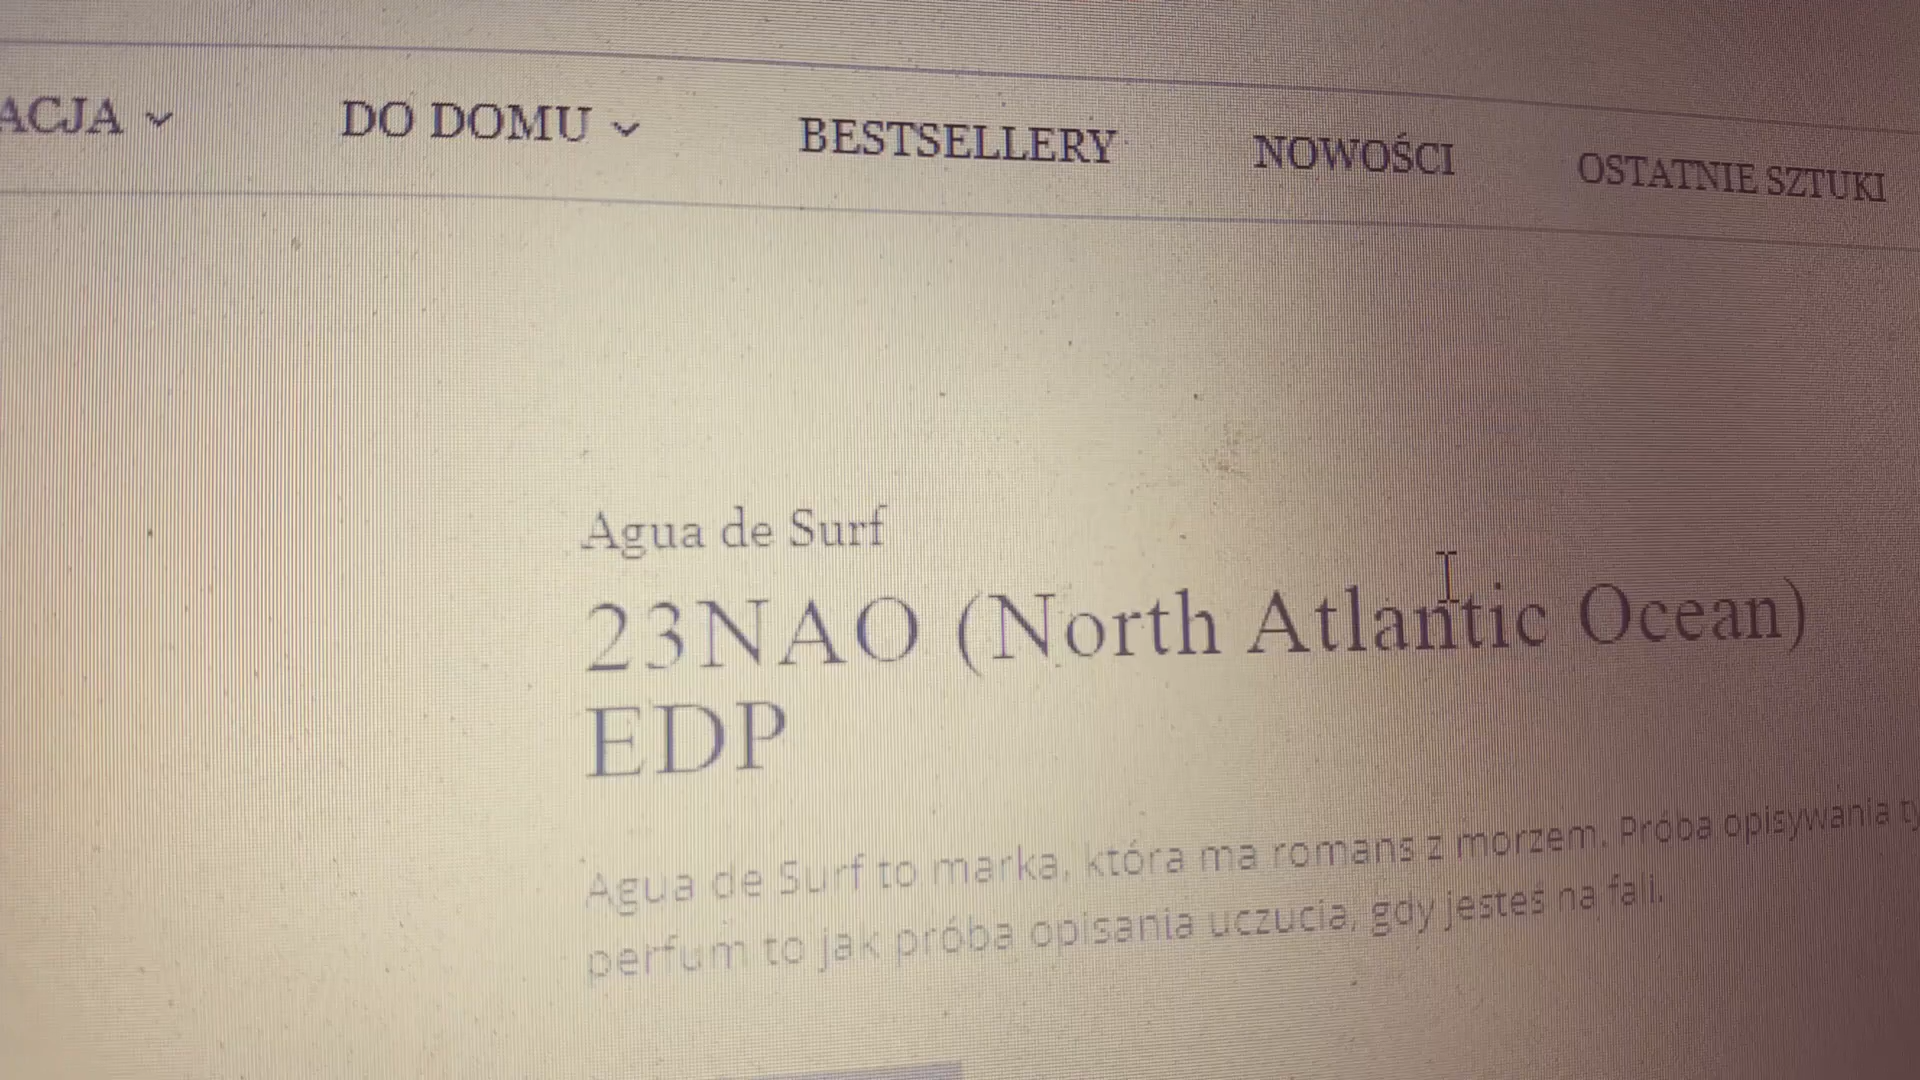 ACJA
DO DOMU
BESTSELLERY
NOWOŚCI
OSTATNIE SZTUKI
Agua de Surf
23NAO (North Atlantic Ocean)
EDP
Agua de Surf to marka, która ma romans z morzem. Próba opisywania ty
perfum to jak próba opisania uczucia, gdy jesteś na fali.